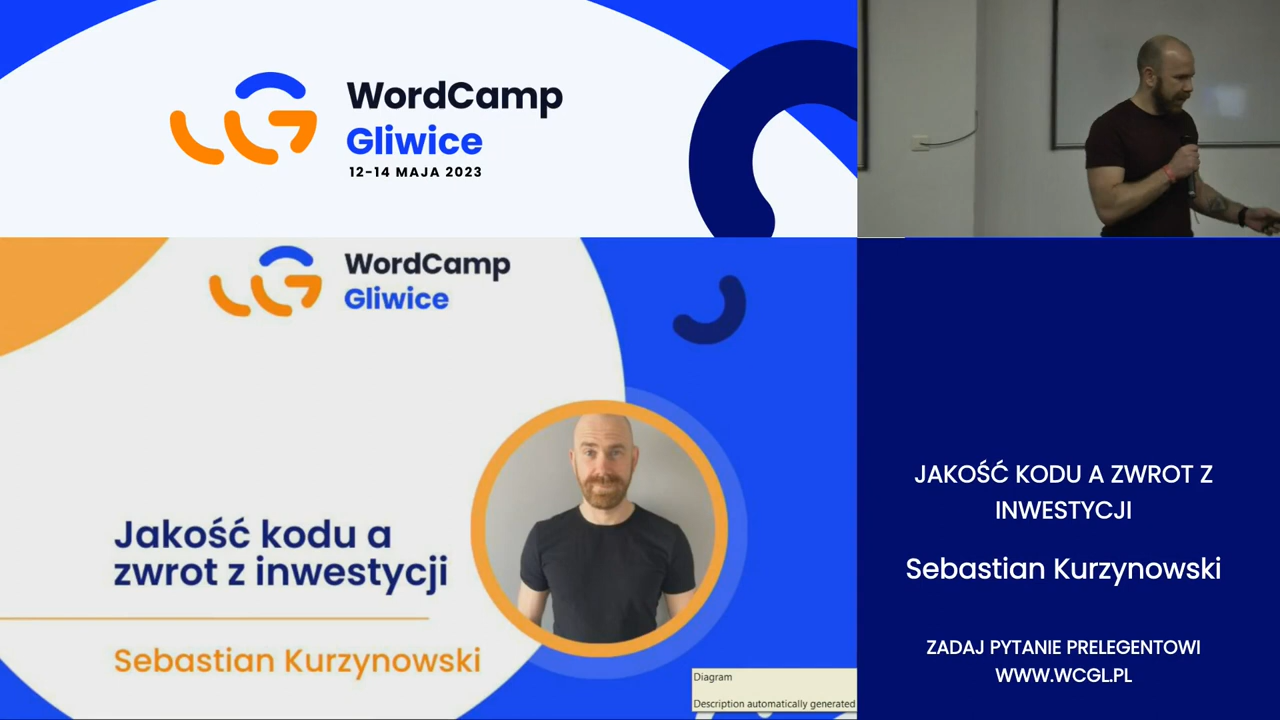 WordCamp
Gliwice
12-14 MAJA 2023
WordCamp
Gliwice
Jakość kodu a
zwrot z inwestycji
Sebastian Kurzynowski
Diagram
Description automatically generated
JAKOŚĆ KODU A ZWROT Z
INWESTYCJI
Sebastian Kurzynowski
ZADAJ PYTANIE PRELEGENTOWI
WWW.WCGL.PL